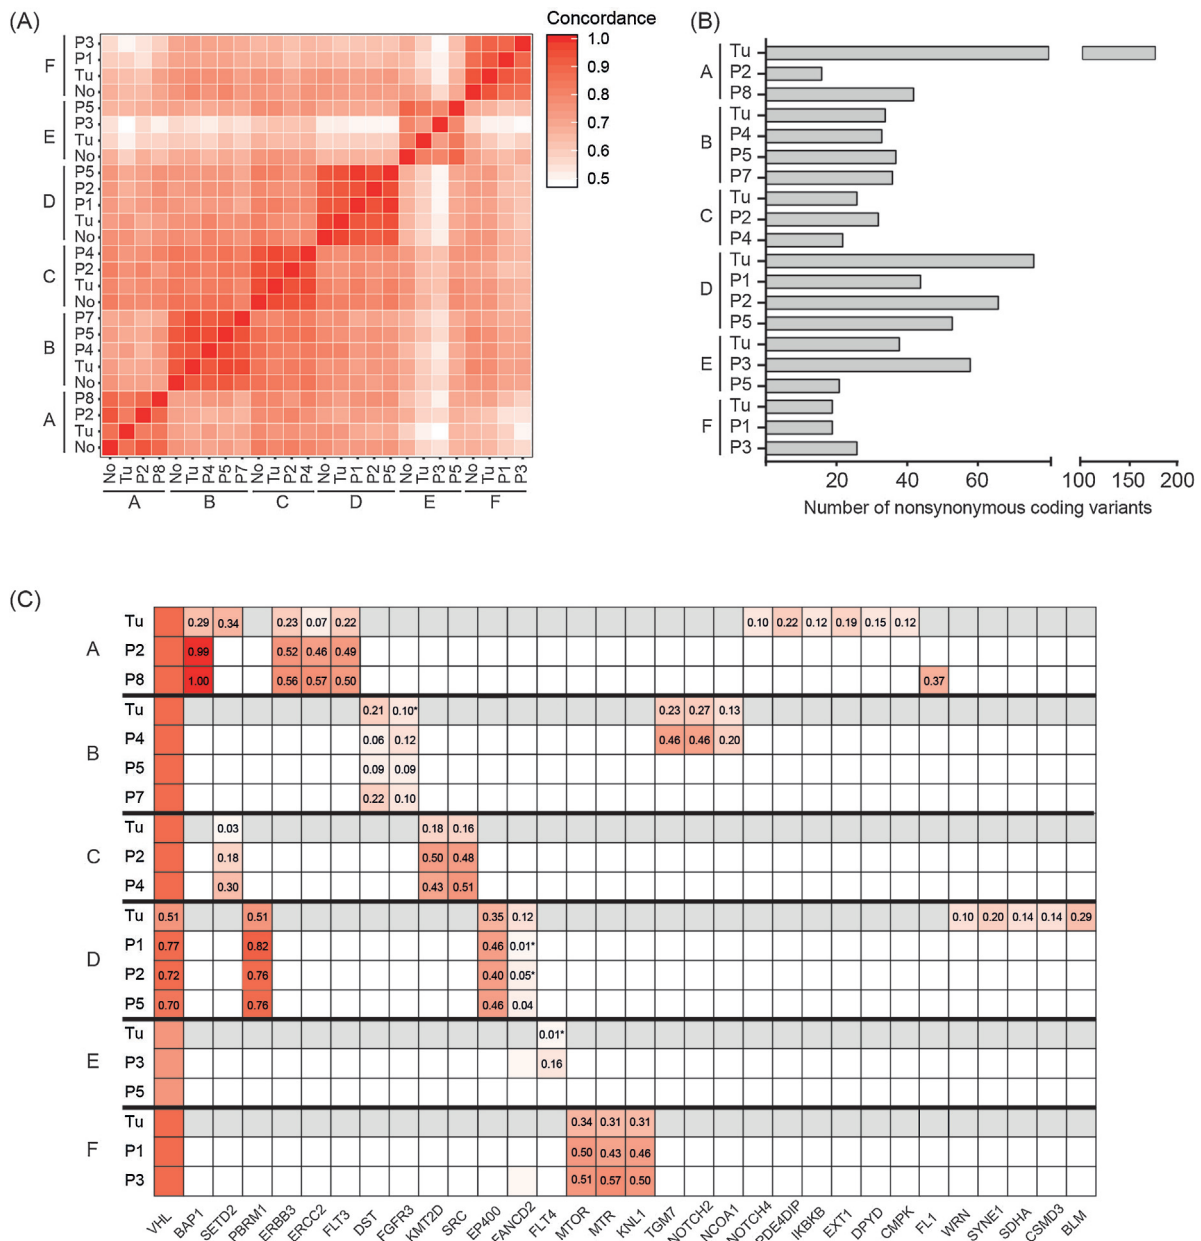 (A)
Concordance
1.0
0.9
0.8
0.7
0.6
0.5
F
P3
P1
Tu
No
E
P5
P3
Tu
No
D
P5
P2
P1
Tu
No
C
P4
P2
Tu
No
B
P7
P5
P4
Tu
No
A
P8
P2
Tu
No
No Tu P2 P8 No Tu P4 P5 P7 No Tu P2 P4 No Tu P1 P2 P5 No Tu P3 P5 No Tu P1 P3
A B C D E F
(B)
A
Tu
P2
P8
B
Tu
P4
P5
P7
C
Tu
P2
P4
D
Tu
P1
P2
P5
E
Tu
P3
P5
F
Tu
P1
P3
0 20 40 60 100 150 200
Number of nonsynonymous coding variants
(C)
A
Tu 0.29 0.34 0.23 0.07 0.22 0.10 0.22 0.12 0.19 0.15 0.12
P2 0.99 0.52 0.46 0.49
P8 1.00 0.56 0.57 0.50 0.37
B
Tu 0.21 0.10* 0.23 0.27 0.13
P4 0.06 0.12 0.46 0.46 0.20
P5 0.09 0.09
P7 0.22 0.10
C
Tu 0.03 0.18 0.16
P2 0.18 0.50 0.48
P4 0.30 0.43 0.51
D
Tu 0.51 0.51 0.35 0.12 0.10 0.20 0.14 0.14 0.29
P1 0.77 0.82 0.46 0.01*
P2 0.72 0.76 0.40 0.05*
P5 0.70 0.76 0.46 0.04
E
Tu 0.01*
P3 0.16
P5
F
Tu 0.34 0.31 0.31
P1 0.50 0.43 0.46
P3 0.51 0.57 0.50
VHL BAP1 SETD2 PBRM1 ERBB3 ERCC2 FLT3 DST FGFR3 KMT2D SRC EP400 FANCD2 FLT4 MTOR MTR KNL1 TGM7 NOTCH2 NCOA1 NOTCH4 PDE4DIP IKBKB EXT1 DPYD CMPK FL1 WRN SYNE1 SDHA CSMD3 BLM